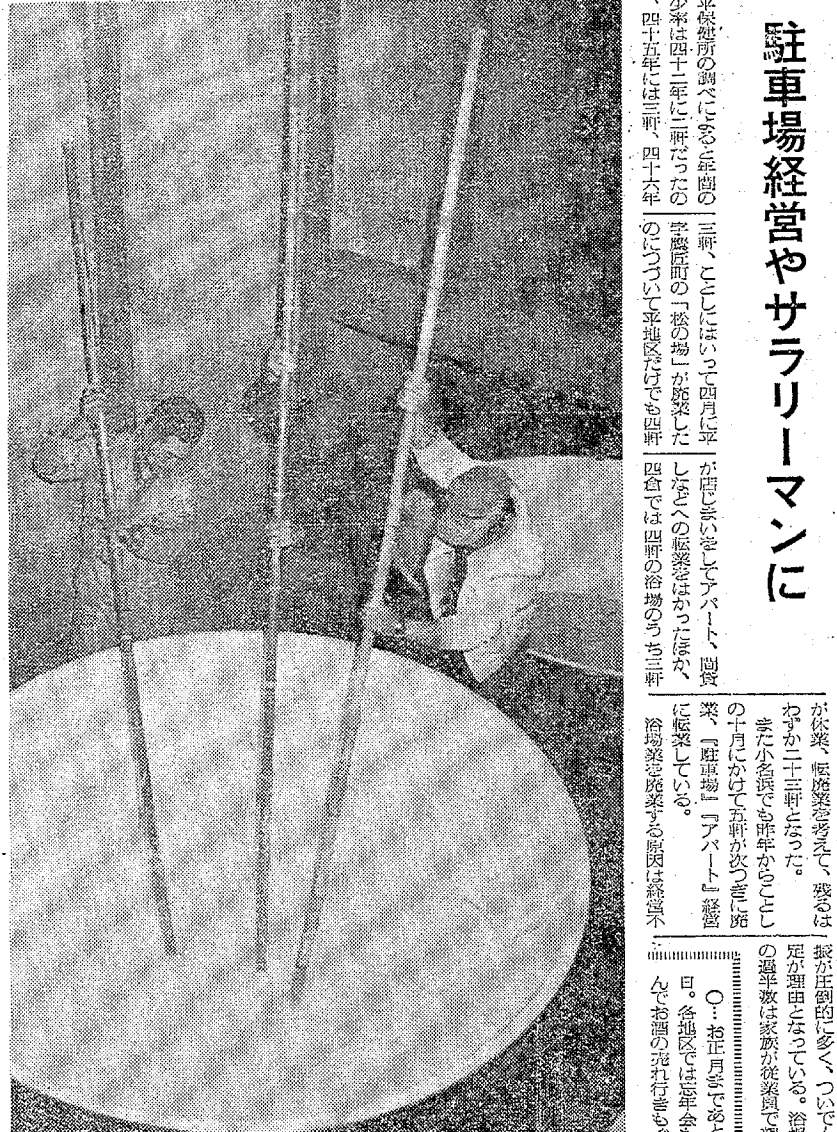 駐車場経営やサラリーマンに
平保健所の調べによると年間の
少率は四十二年に二軒だったの
、四十五年には三軒、四十六年
三軒、ことしにはいって四月に平
字鷹匠町の「松の場」が廃業した
のにつづいて平地区だけでも四軒
が店じまいをしてアパート、間貸
しなどへの転業をはかったほか、
四倉では四軒の浴場のうち三軒
が休業、転廃業を考えて、残るは
わずか二十三軒となった。
また小名浜でも昨年からことし
の十月にかけて五軒が次つぎに廃
業、『駐車場』『アパート』経営
に転業している。
浴場業を廃業する原因は経営不
振が圧倒的に多く、ついで
定が理由となっている。浴
の過半数は家族が従業員で
〇…お正月まであと
日。各地区では忘年会
んでお酒の売れ行きも